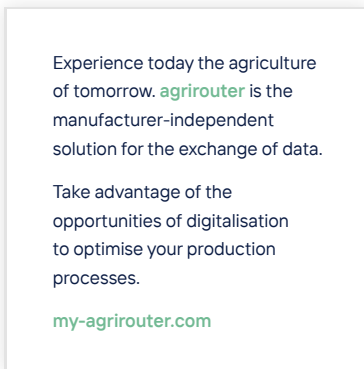 Experience today the agriculture
of tomorrow. agrirouter is the
manufacturer-independent
solution for the exchange of data.
Take advantage of the
opportunities of digitalisation
to optimise your production
processes.
my-agrirouter.com